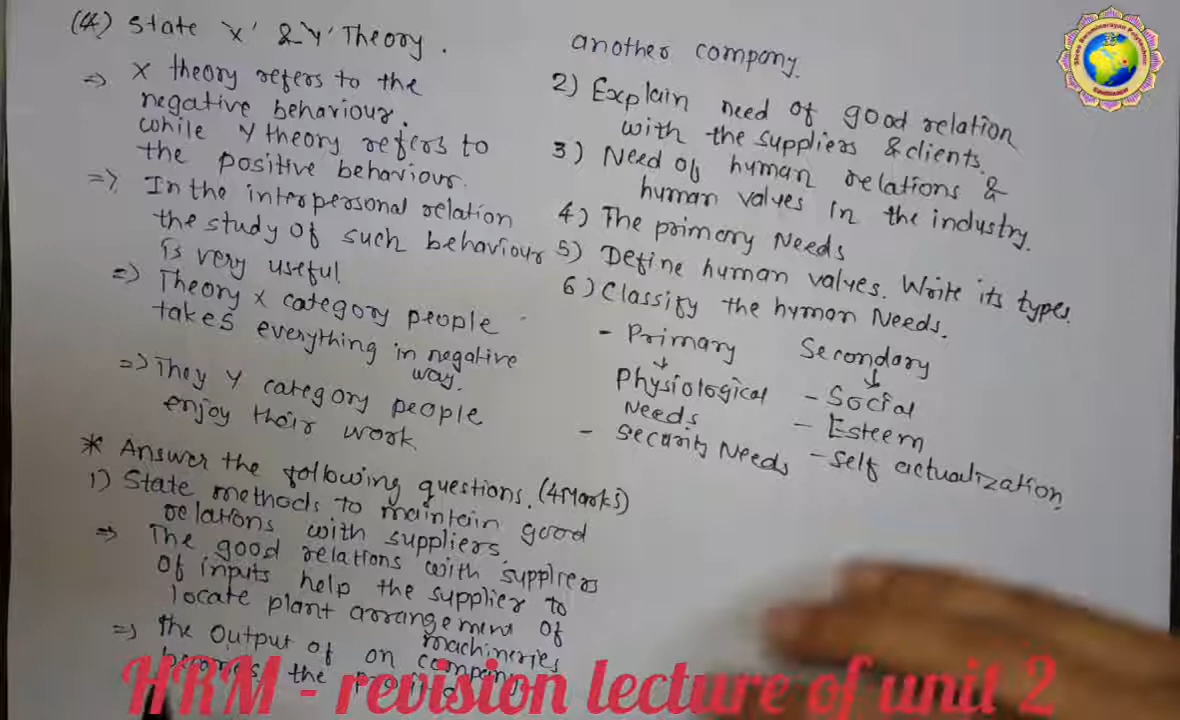 (4) State 'X' & 'Y' Theory.
=> X theory refers to the
negative behaviour.
while Y theory refers to
the positive behaviour.
=> In the interpersonal relation
the study of such behaviour
is very useful
=> Theory X category people
takes everything in negative
way.
=> They Y category people
enjoy their work
* Answer the following questions. (4 Marks)
1) State methods to maintain good
relations with suppliers.
=> The good relations with suppliers
of inputs help the supplier to
locate plant arrangement of
machineries
=> the output of on company
becomes the
another company.
2) Explain need of good relation
with the suppliers & clients.
3) Need of human relations &
human values in the industry.
4) The primary Needs
5) Define human values. Write its types.
6) Classify the human Needs.
- Primary Secondary
↓ ↓
Physiological - Social
Needs - Esteem
- Security Needs - self actualization
Shree Swaminarayan Polytechnic
HRM - revision lecture of unit 2